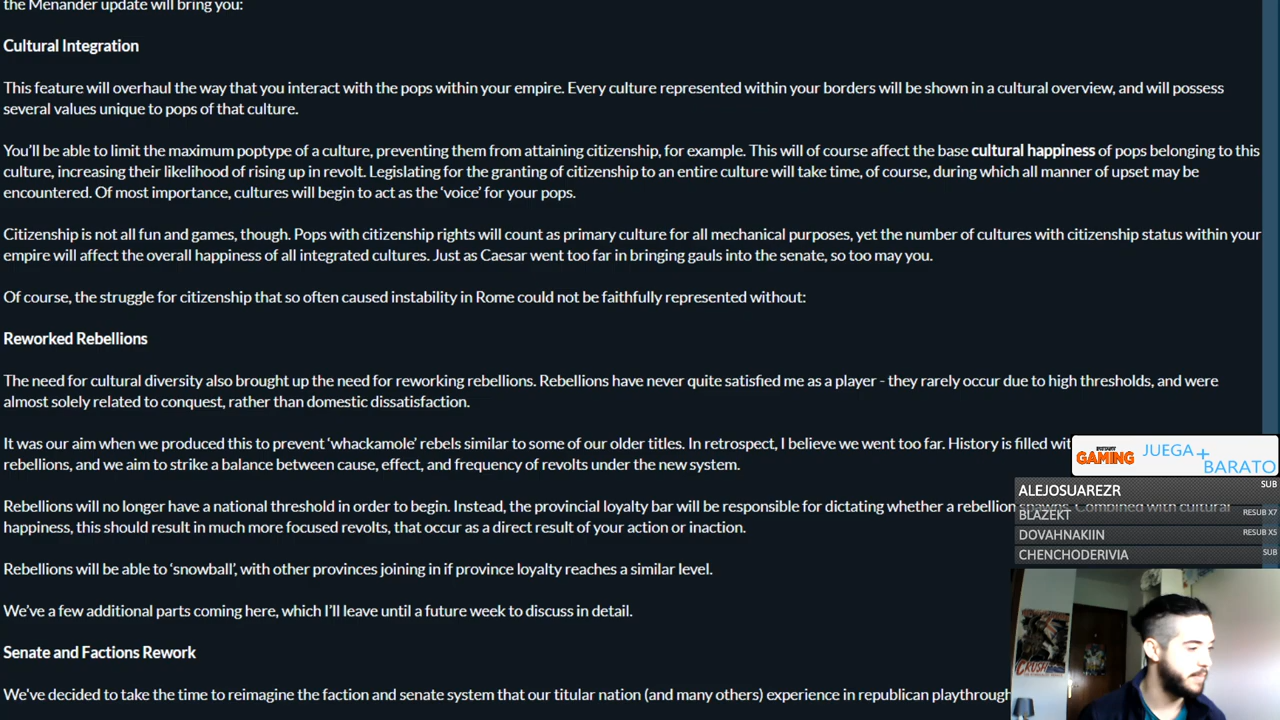 the Menander update will bring you:
Cultural Integration
This feature will overhaul the way that you interact with the pops within your empire. Every culture represented within your borders will be shown in a cultural overview, and will possess
several values unique to pops of that culture.
You'll be able to limit the maximum poptype of a culture, preventing them from attaining citizenship, for example. This will of course affect the base cultural happiness of pops belonging to this
culture, increasing their likelihood of rising up in revolt. Legislating for the granting of citizenship to an entire culture will take time, of course, during which all manner of upset may be
encountered. Of most importance, cultures will begin to act as the 'voice' for your pops.
Citizenship is not all fun and games, though. Pops with citizenship rights will count as primary culture for all mechanical purposes, yet the number of cultures with citizenship status within your
empire will affect the overall happiness of all integrated cultures. Just as Caesar went too far in bringing gauls into the senate, so too may you.
Of course, the struggle for citizenship that so often caused instability in Rome could not be faithfully represented without:
Reworked Rebellions
The need for cultural diversity also brought up the need for reworking rebellions. Rebellions have never quite satisfied me as a player - they rarely occur due to high thresholds, and were
almost solely related to conquest, rather than domestic dissatisfaction.
It was our aim when we produced this to prevent 'whackamole' rebels similar to some of our older titles. In retrospect, I believe we went too far. History is filled
rebellions, and we aim to strike a balance between cause, effect, and frequency of revolts under the new system.
Rebellions will no longer have a national threshold in order to begin. Instead, the provincial loyalty bar will be responsible for dictating whether a rebellion spawns. Combined with cultural
happiness, this should result in much more focused revolts, that occur as a direct result of your action or inaction.
Rebellions will be able to 'snowball', with other provinces joining in if province loyalty reaches a similar level.
We've a few additional parts coming here, which I'll leave until a future week to discuss in detail.
Senate and Factions Rework
We've decided to take the time to reimagine the faction and senate system that our titular nation (and many others) experience in republican
GAMING
JUEGA+
BARATO
ALEJOSUAREZR SUB
BLAZEKT RESUB X7
DOVAHNAKIIN RESUB X5
CHENCHODERIVIA SUB
CRUSH